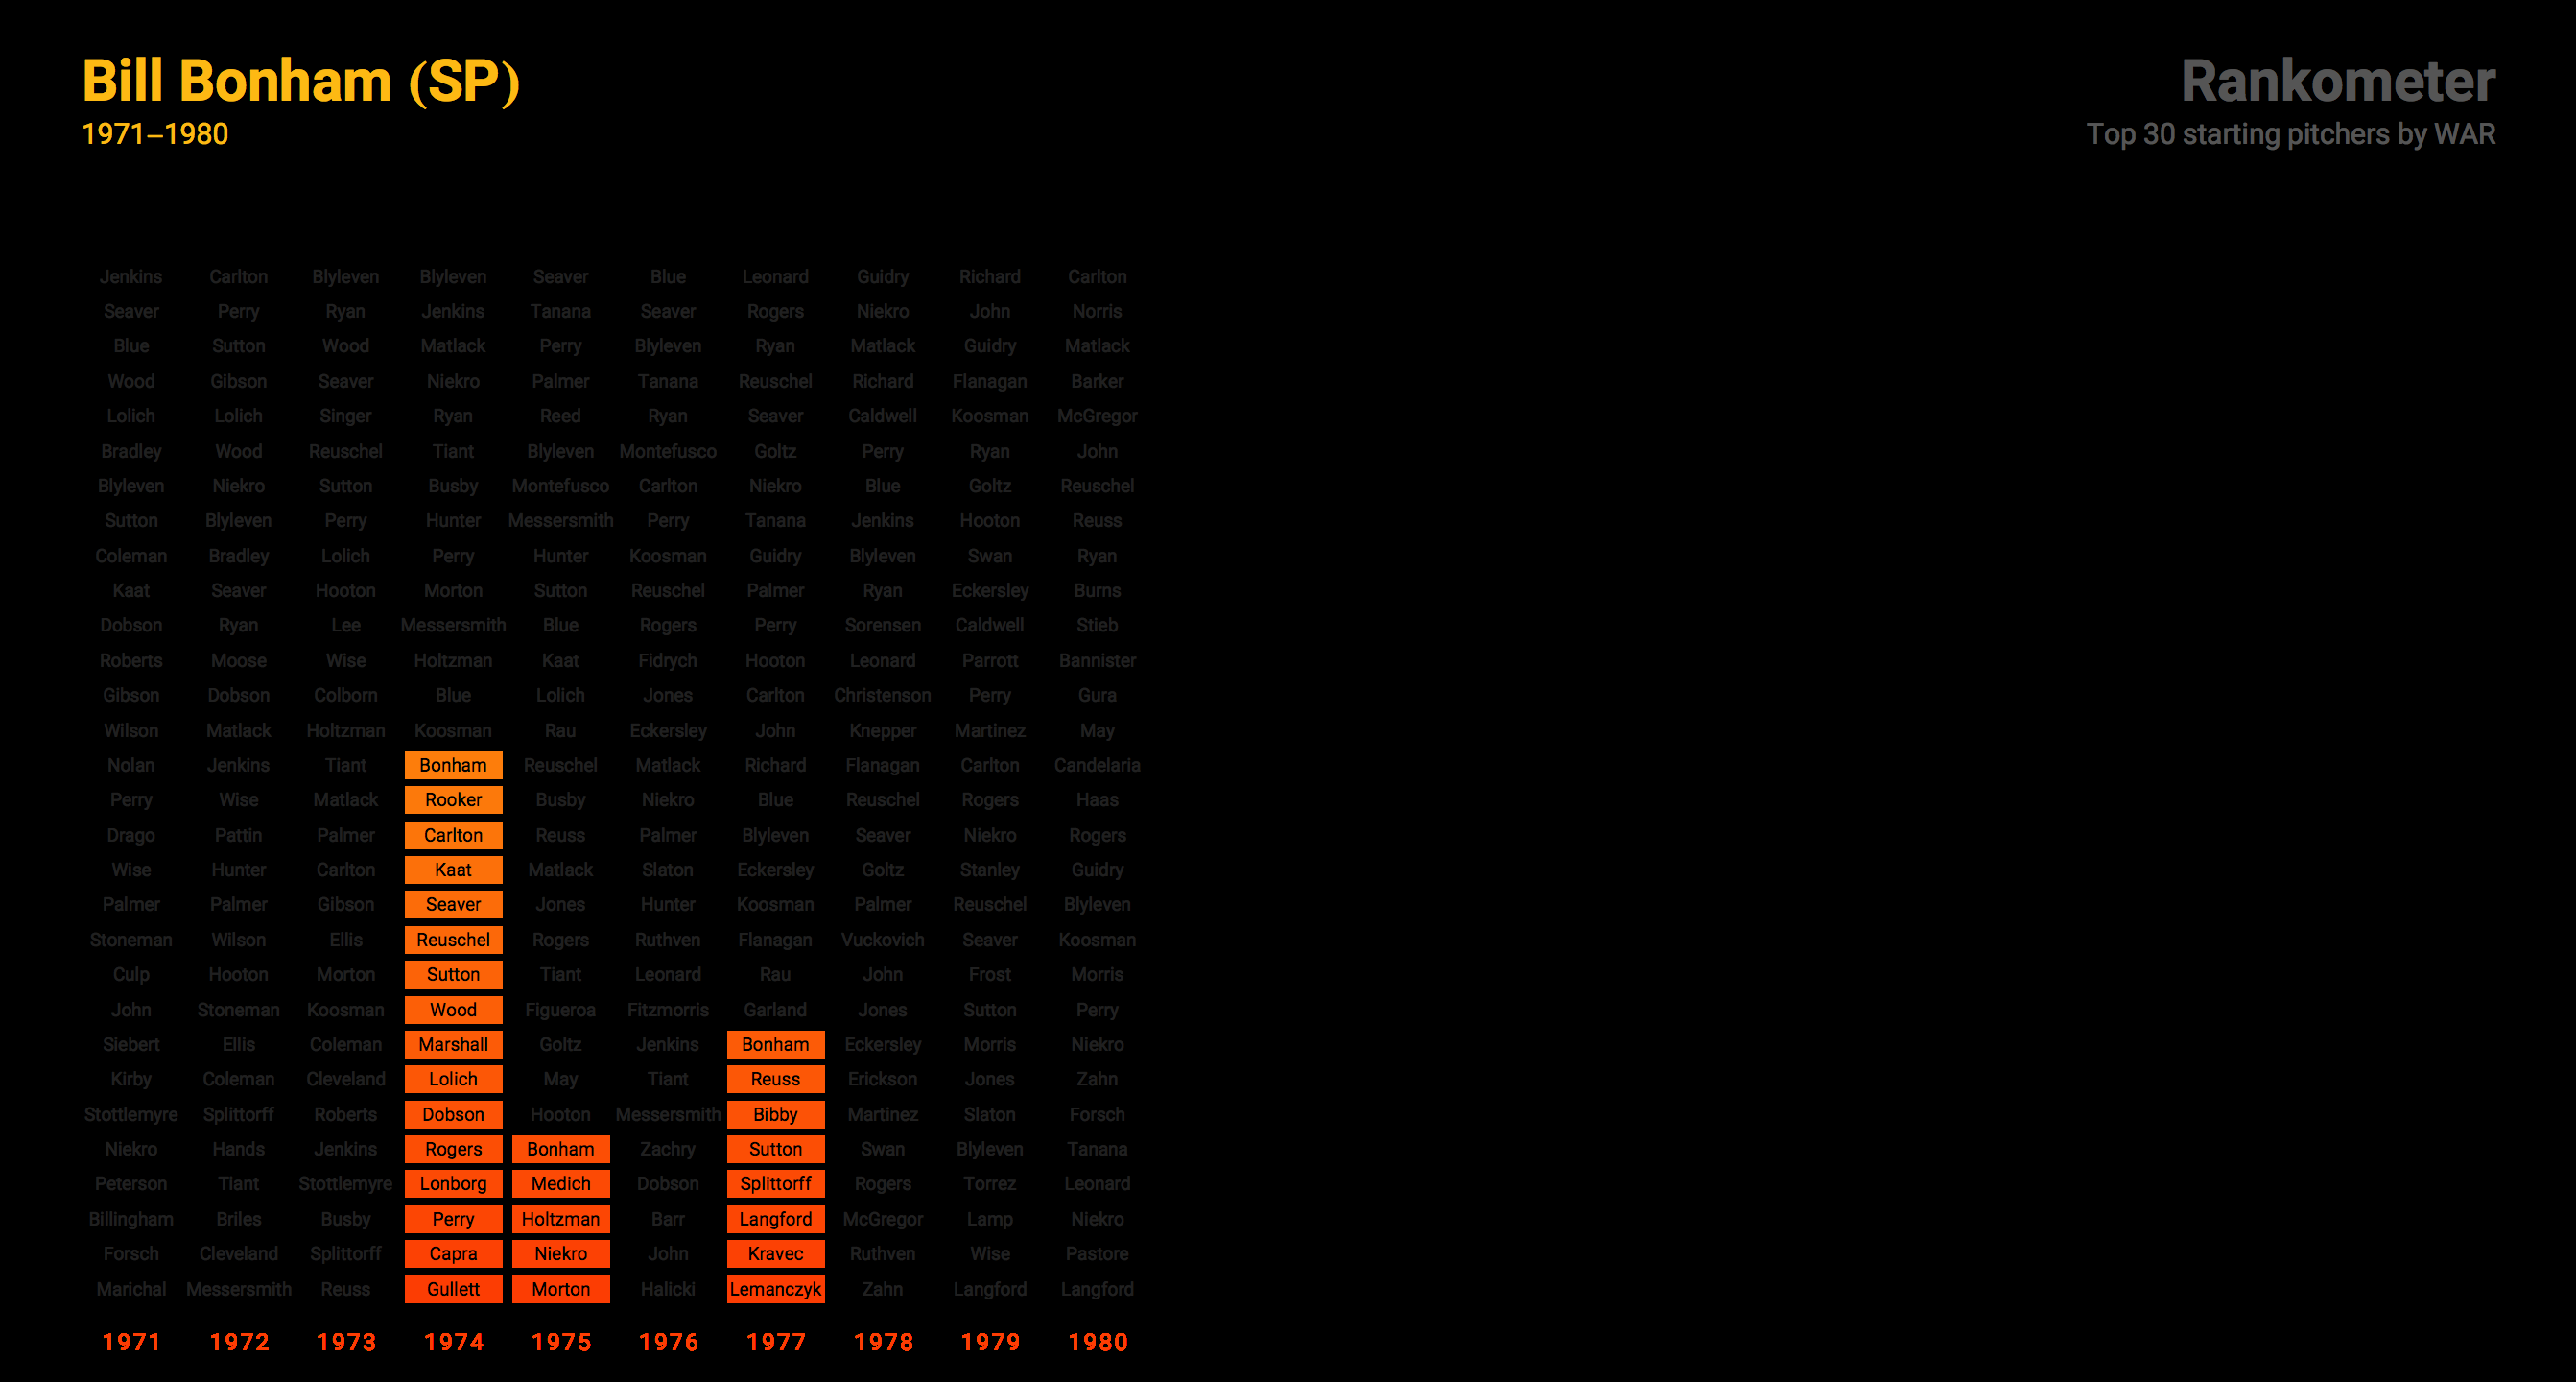 Bill Bonham (SP)
1971–1980
Rankometer
Top 30 starting pitchers by WAR
Jenkins Carlton Blyleven Blyleven Seaver Blue Leonard Guidry Richard Carlton
Seaver Perry Ryan Jenkins Tanana Seaver Rogers Niekro John Norris
Blue Sutton Wood Matlack Perry Blyleven Ryan Matlack Guidry Matlack
Wood Gibson Seaver Niekro Palmer Tanana Reuschel Richard Flanagan Barker
Lolich Lolich Singer Ryan Reed Ryan Seaver Caldwell Koosman McGregor
Bradley Wood Reuschel Tiant Blyleven Montefusco Goltz Perry Ryan John
Blyleven Niekro Sutton Busby Montefusco Carlton Niekro Blue Goltz Reuschel
Sutton Blyleven Perry Hunter Messersmith Perry Tanana Jenkins Hooton Reuss
Coleman Bradley Lolich Perry Hunter Koosman Guidry Blyleven Swan Ryan
Kaat Seaver Hooton Morton Sutton Reuschel Palmer Ryan Eckersley Burns
Dobson Ryan Lee Messersmith Blue Rogers Perry Sorensen Caldwell Stieb
Roberts Moose Wise Holtzman Kaat Fidrych Hooton Leonard Parrott Bannister
Gibson Dobson Colborn Blue Lolich Jones Carlton Christenson Perry Gura
Wilson Matlack Holtzman Koosman Rau Eckersley John Knepper Martinez May
Nolan Jenkins Tiant Bonham Reuschel Matlack Richard Flanagan Carlton Candelaria
Perry Wise Matlack Rooker Busby Niekro Blue Reuschel Rogers Haas
Drago Pattin Palmer Carlton Reuss Palmer Blyleven Seaver Niekro Rogers
Wise Hunter Carlton Kaat Matlack Slaton Eckersley Goltz Stanley Guidry
Palmer Palmer Gibson Seaver Jones Hunter Koosman Palmer Reuschel Blyleven
Stoneman Wilson Ellis Reuschel Rogers Ruthven Flanagan Vuckovich Seaver Koosman
Culp Hooton Morton Sutton Tiant Leonard Rau John Frost Morris
John Stoneman Koosman Wood Figueroa Fitzmorris Garland Jones Sutton Perry
Siebert Ellis Coleman Marshall Goltz Jenkins Bonham Eckersley Morris Niekro
Kirby Coleman Cleveland Lolich May Tiant Reuss Erickson Jones Zahn
Stottlemyre Splittorff Roberts Dobson Hooton Messersmith Bibby Martinez Slaton Forsch
Niekro Hands Jenkins Rogers Bonham Zachry Sutton Swan Blyleven Tanana
Peterson Tiant Stottlemyre Lonborg Medich Dobson Splittorff Rogers Torrez Leonard
Billingham Briles Busby Perry Holtzman Barr Langford McGregor Lamp Niekro
Forsch Cleveland Splittorff Capra Niekro John Kravec Ruthven Wise Pastore
Marichal Messersmith Reuss Gullett Morton Halicki Lemanczyk Zahn Langford Langford
1971 1972 1973 1974 1975 1976 1977 1978 1979 1980